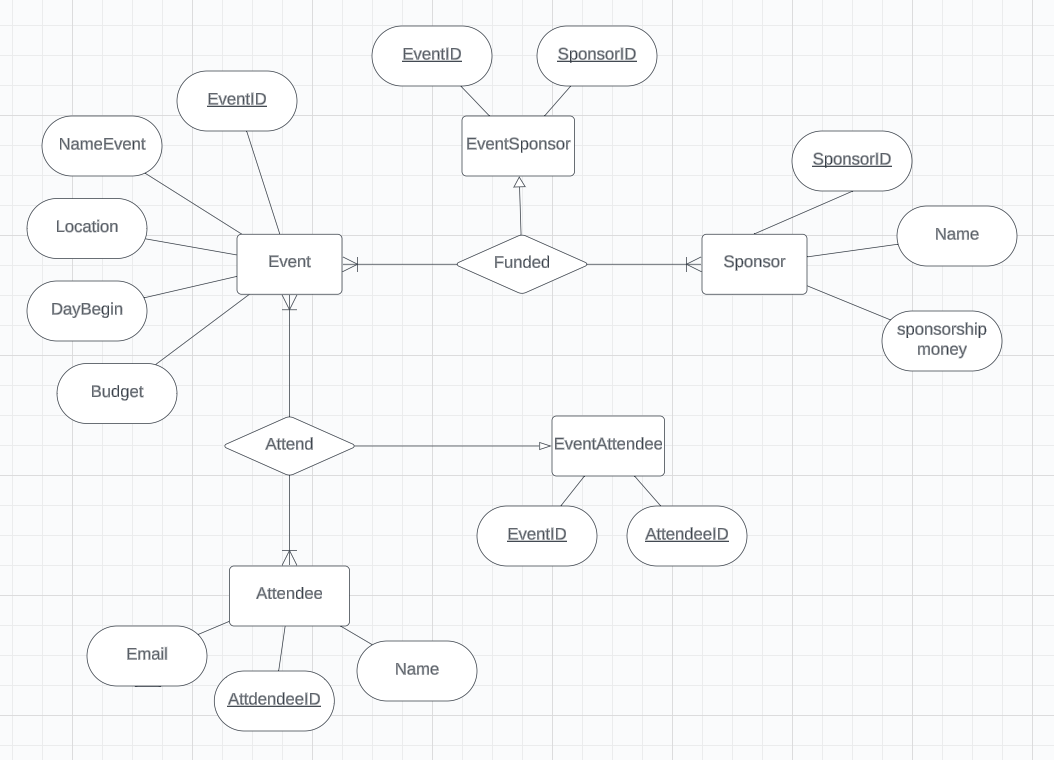 EventID
SponsorID
EventID
NameEvent
EventSponsor
SponsorID
Location
Name
Event
Funded
Sponsor
DayBegin
sponsorship
money
Budget
Attend
EventAttendee
EventID
AttendeeID
Attendee
Email
Name
AttdendeeID